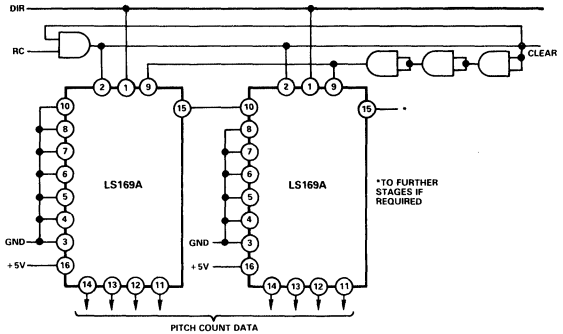 DIR
RC
CLEAR
2 1 9 2 1 9
10 15 10 15 *
8 8
7 7
6 LS169A 6 LS169A
5 5
4 4
GND 3 GND 3
+5V 16 +5V 16
*TO FURTHER
STAGES IF
REQUIRED
14 13 12 11 14 13 12 11
PITCH COUNT DATA